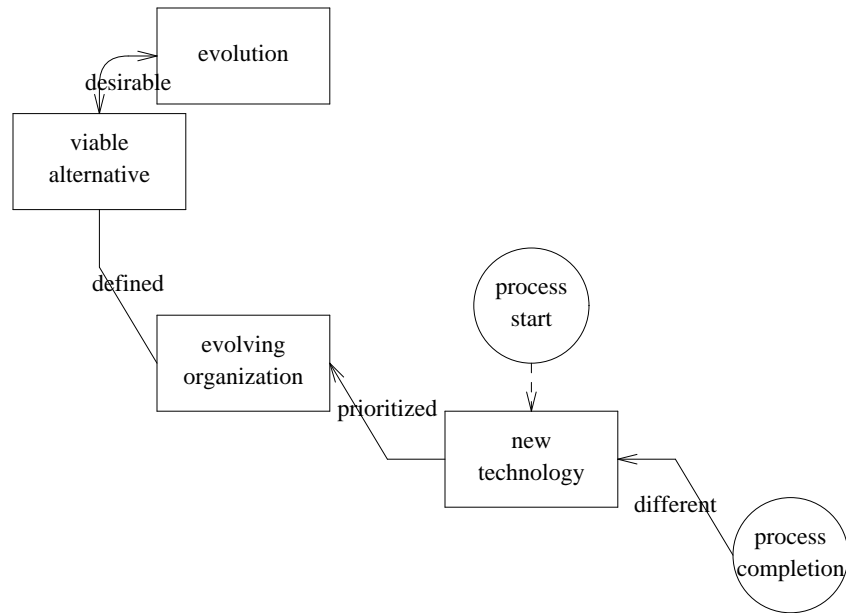 evolution
desirable
viable
alternative
defined
process
start
evolving
organization
prioritized
new
technology
different
process
completion